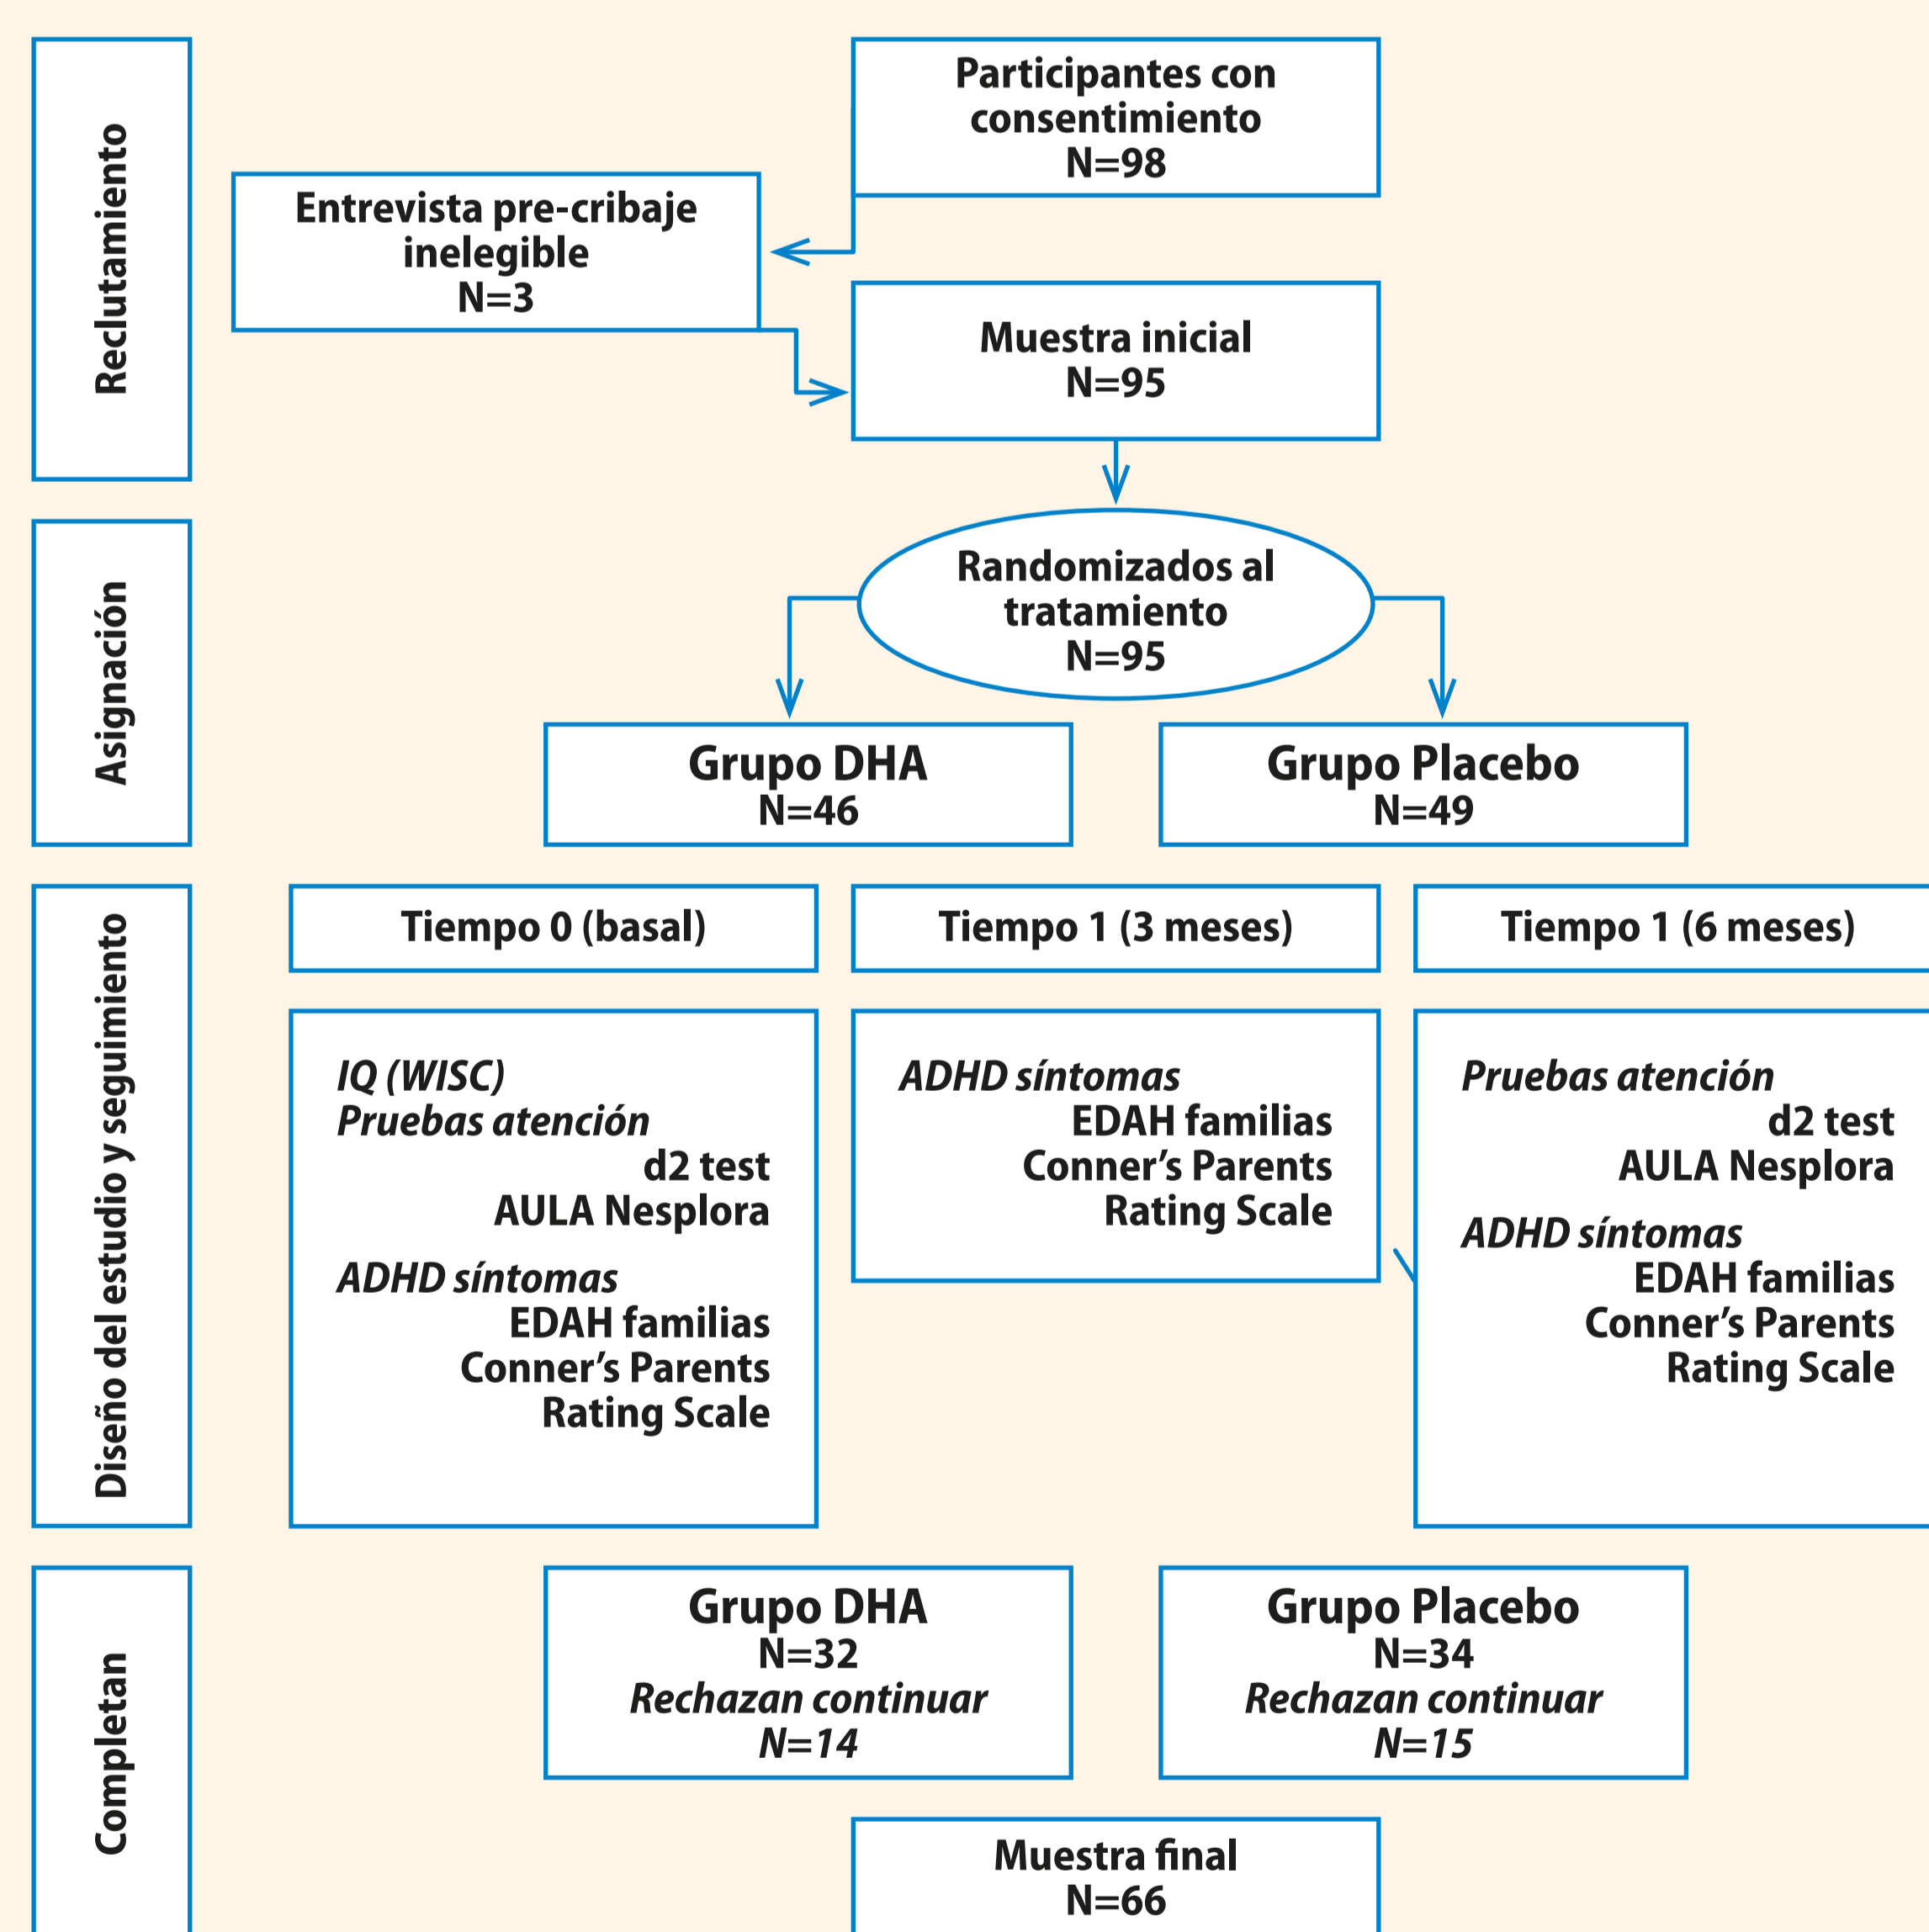 Reclutamiento
Participantes con
consentimiento
N=98
Entrevista pre-cribaje
inelegible
N=3
Muestra inicial
N=95
Asignación
Randomizados al
tratamiento
N=95
Grupo DHA
N=46
Grupo Placebo
N=49
Diseño del estudio y seguimiento
Tiempo 0 (basal)
Tiempo 1 (3 meses)
Tiempo 1 (6 meses)
IQ (WISC)
Pruebas atención
d2 test
AULA Nesplora
ADHD síntomas
EDAH familias
Conner’s Parents
Rating Scale
ADHD síntomas
EDAH familias
Conner’s Parents
Rating Scale
Pruebas atención
d2 test
AULA Nesplora
ADHD síntomas
EDAH familias
Conner’s Parents
Rating Scale
Completan
Grupo DHA
N=32
Rechazan continuar
N=14
Grupo Placebo
N=34
Rechazan continuar
N=15
Muestra final
N=66